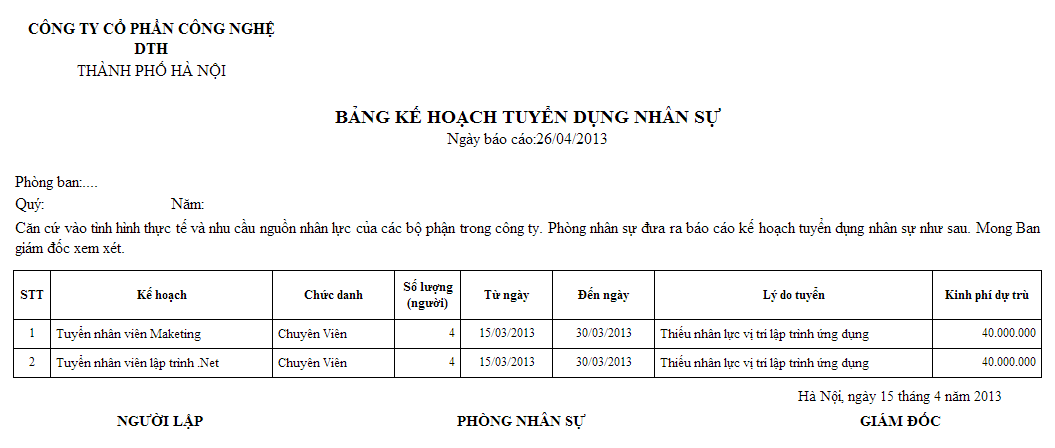 CÔNG TY CỔ PHẦN CÔNG NGHỆ
DTH
THÀNH PHỐ HÀ NỘI
BẢNG KẾ HOẠCH TUYỂN DỤNG NHÂN SỰ
Ngày báo cáo:26/04/2013
Phòng ban:....
Quý: Năm:
Căn cứ vào tình hình thực tế và nhu cầu nguồn nhân lực của các bộ phận trong công ty. Phòng nhân sự đưa ra báo cáo kế hoạch tuyển dụng nhân sự như sau. Mong Ban
giám đốc xem xét.
STT Kế hoạch Chức danh Số lượng (người) Từ ngày Đến ngày Lý do tuyển Kinh phí dự trù
1 Tuyển nhân viên Maketing Chuyên Viên 4 15/03/2013 30/03/2013 Thiếu nhân lực vị trí lập trình ứng dụng 40.000.000
2 Tuyển nhân viên lập trình .Net Chuyên Viên 4 15/03/2013 30/03/2013 Thiếu nhân lực vị trí lập trình ứng dụng 40.000.000
Hà Nội, ngày 15 tháng 4 năm 2013
NGƯỜI LẬP PHÒNG NHÂN SỰ GIÁM ĐỐC